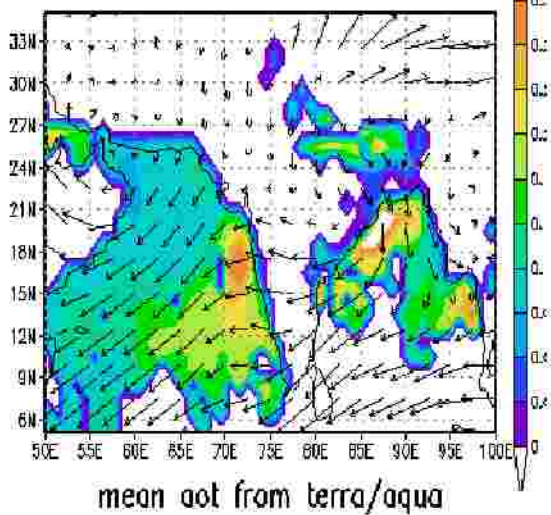 33N
30N
27N
24N
21N
18N
15N
12N
9N
6N
50E 55E 60E 65E 70E 75E 80E 85E 90E 95E 100E
mean aot from terra/aqua